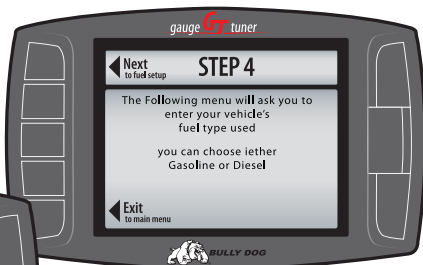 gauge GT tuner
Next
to fuel setup
STEP 4
The Following menu will ask you to
enter your vehicle's
fuel type used
you can choose iether
Gasoline or Diesel
Exit
to main menu
BULLY DOG